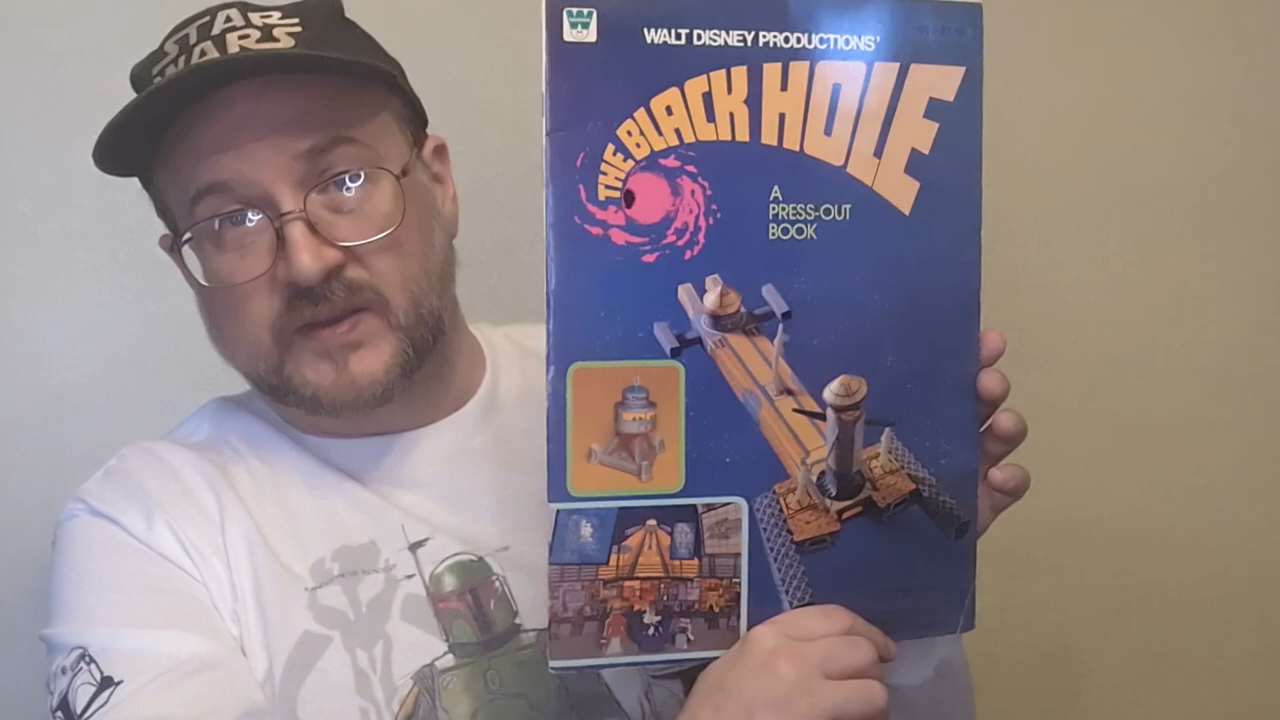 STAR
WARS
WALT DISNEY PRODUCTIONS'
THE BLACK HOLE
A
PRESS-OUT
BOOK